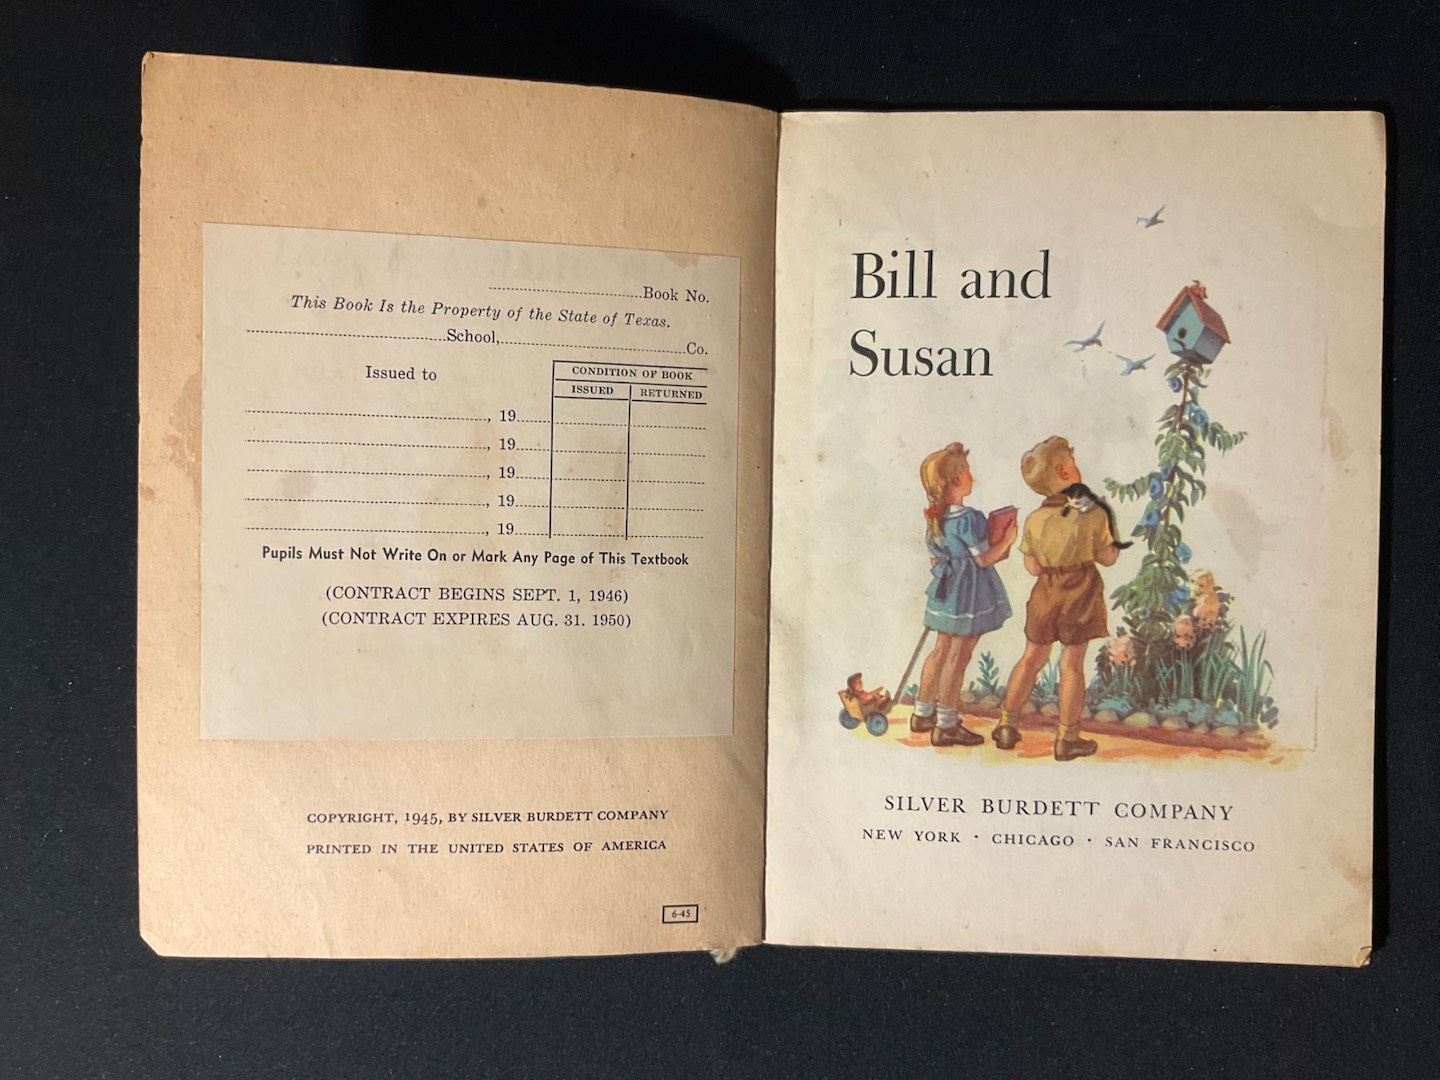 Book No.
This Book Is the Property of the State of Texas.
School, Co.
Issued to
CONDITION OF BOOK
ISSUED RETURNED
, 19
, 19
, 19
, 19
, 19
Pupils Must Not Write On or Mark Any Page of This Textbook
(CONTRACT BEGINS SEPT. 1, 1946)
(CONTRACT EXPIRES AUG. 31. 1950)
COPYRIGHT, 1945, BY SILVER BURDETT COMPANY
PRINTED IN THE UNITED STATES OF AMERICA
6-45
Bill and
Susan
SILVER BURDETT COMPANY
NEW YORK · CHICAGO · SAN FRANCISCO